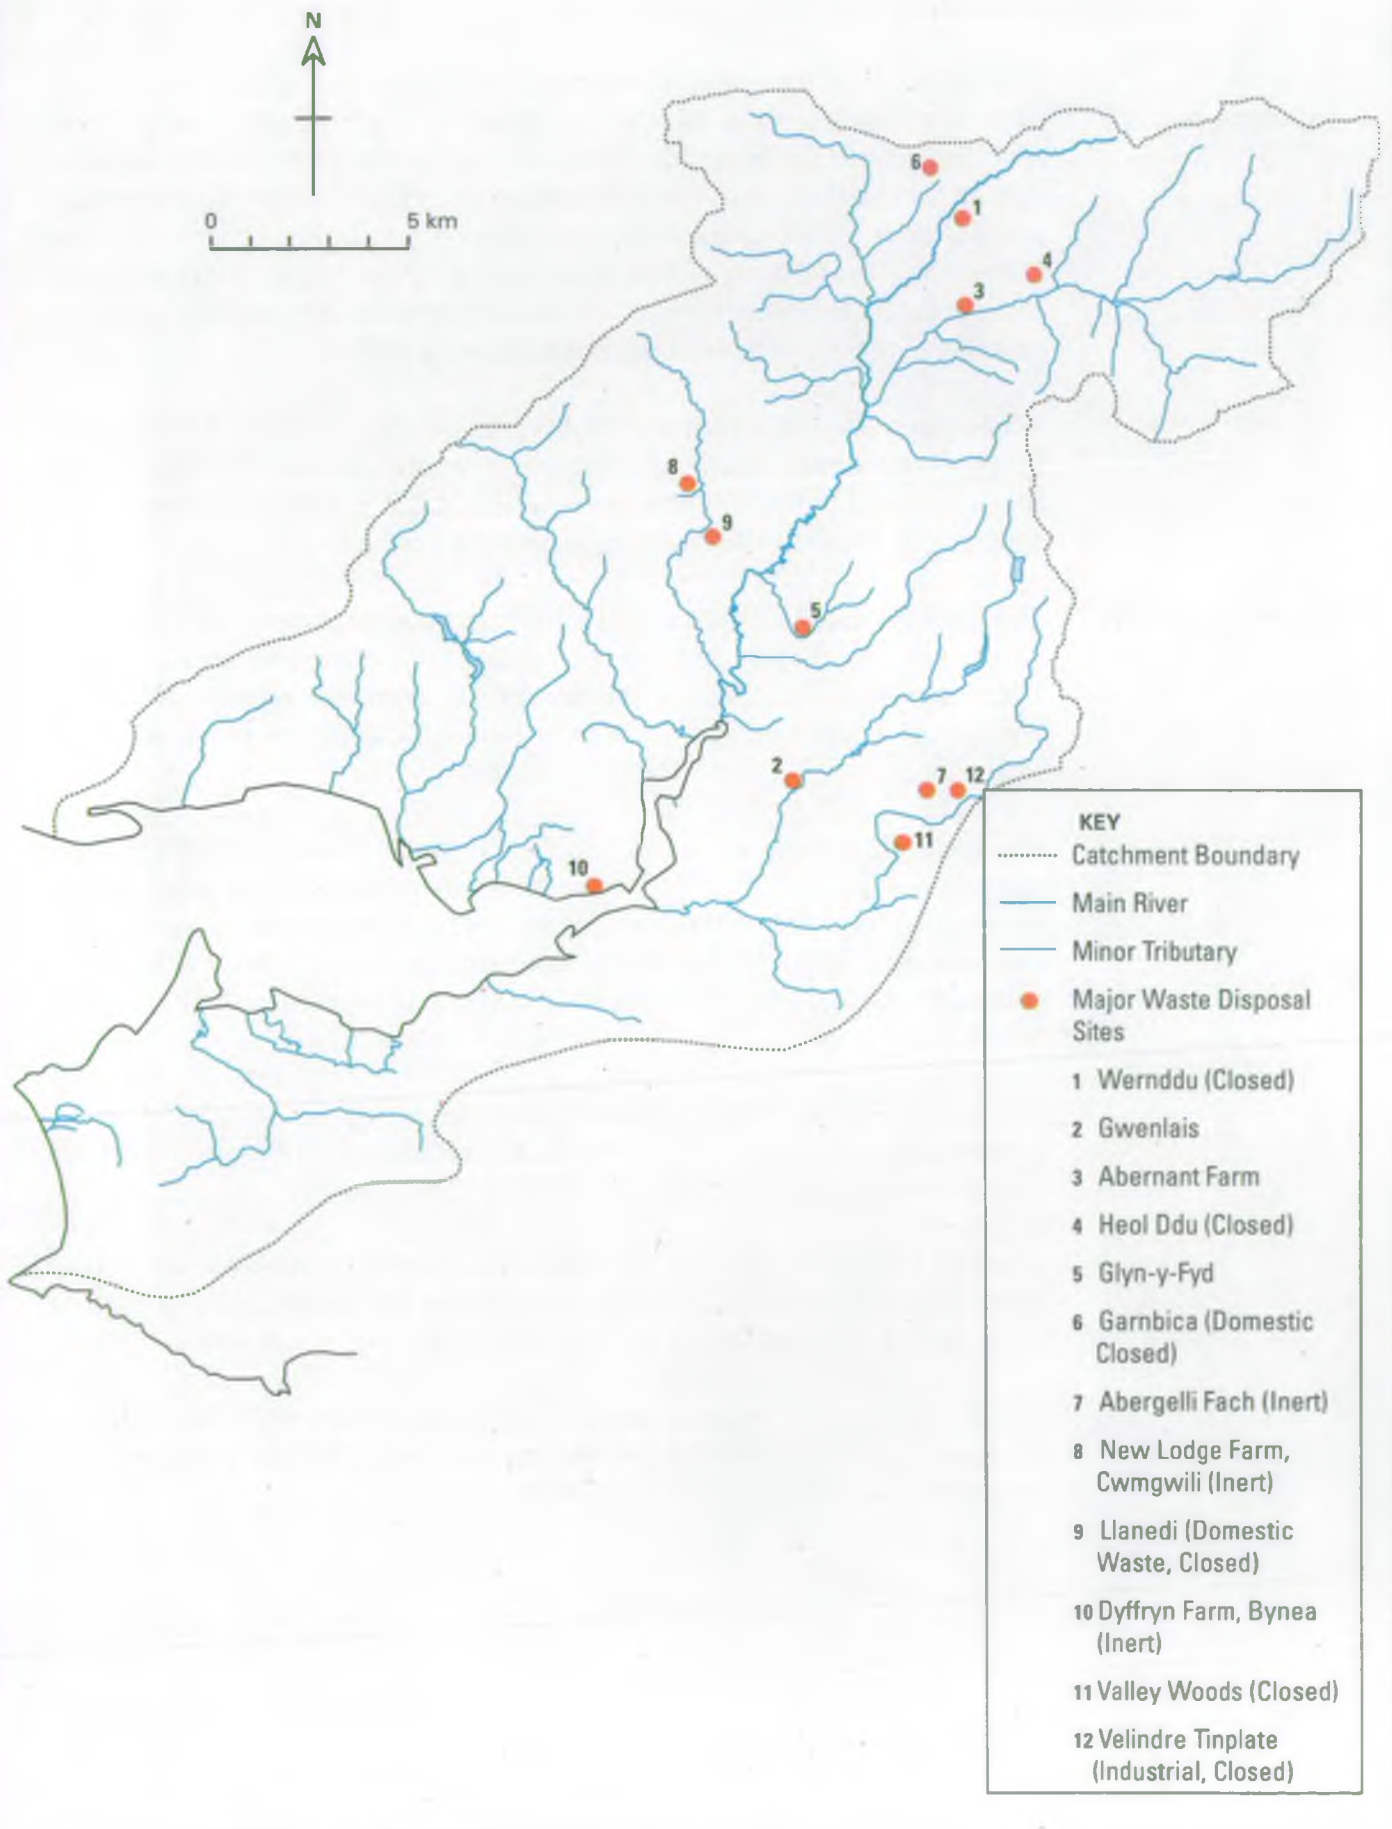 N
0 5 km
6
1
4
3
8
9
5
2
7 12
11
10
KEY
Catchment Boundary
Main River
Minor Tributary
Major Waste Disposal
Sites
1 Wernddu (Closed)
2 Gwenlais
3 Abernant Farm
4 Heol Ddu (Closed)
5 Glyn-y-Fyd
6 Garnbica (Domestic
Closed)
7 Abergelli Fach (Inert)
8 New Lodge Farm,
Cwmgwili (Inert)
9 Llanedi (Domestic
Waste, Closed)
10 Dyffryn Farm, Bynea
(Inert)
11 Valley Woods (Closed)
12 Velindre Tinplate
(Industrial, Closed)